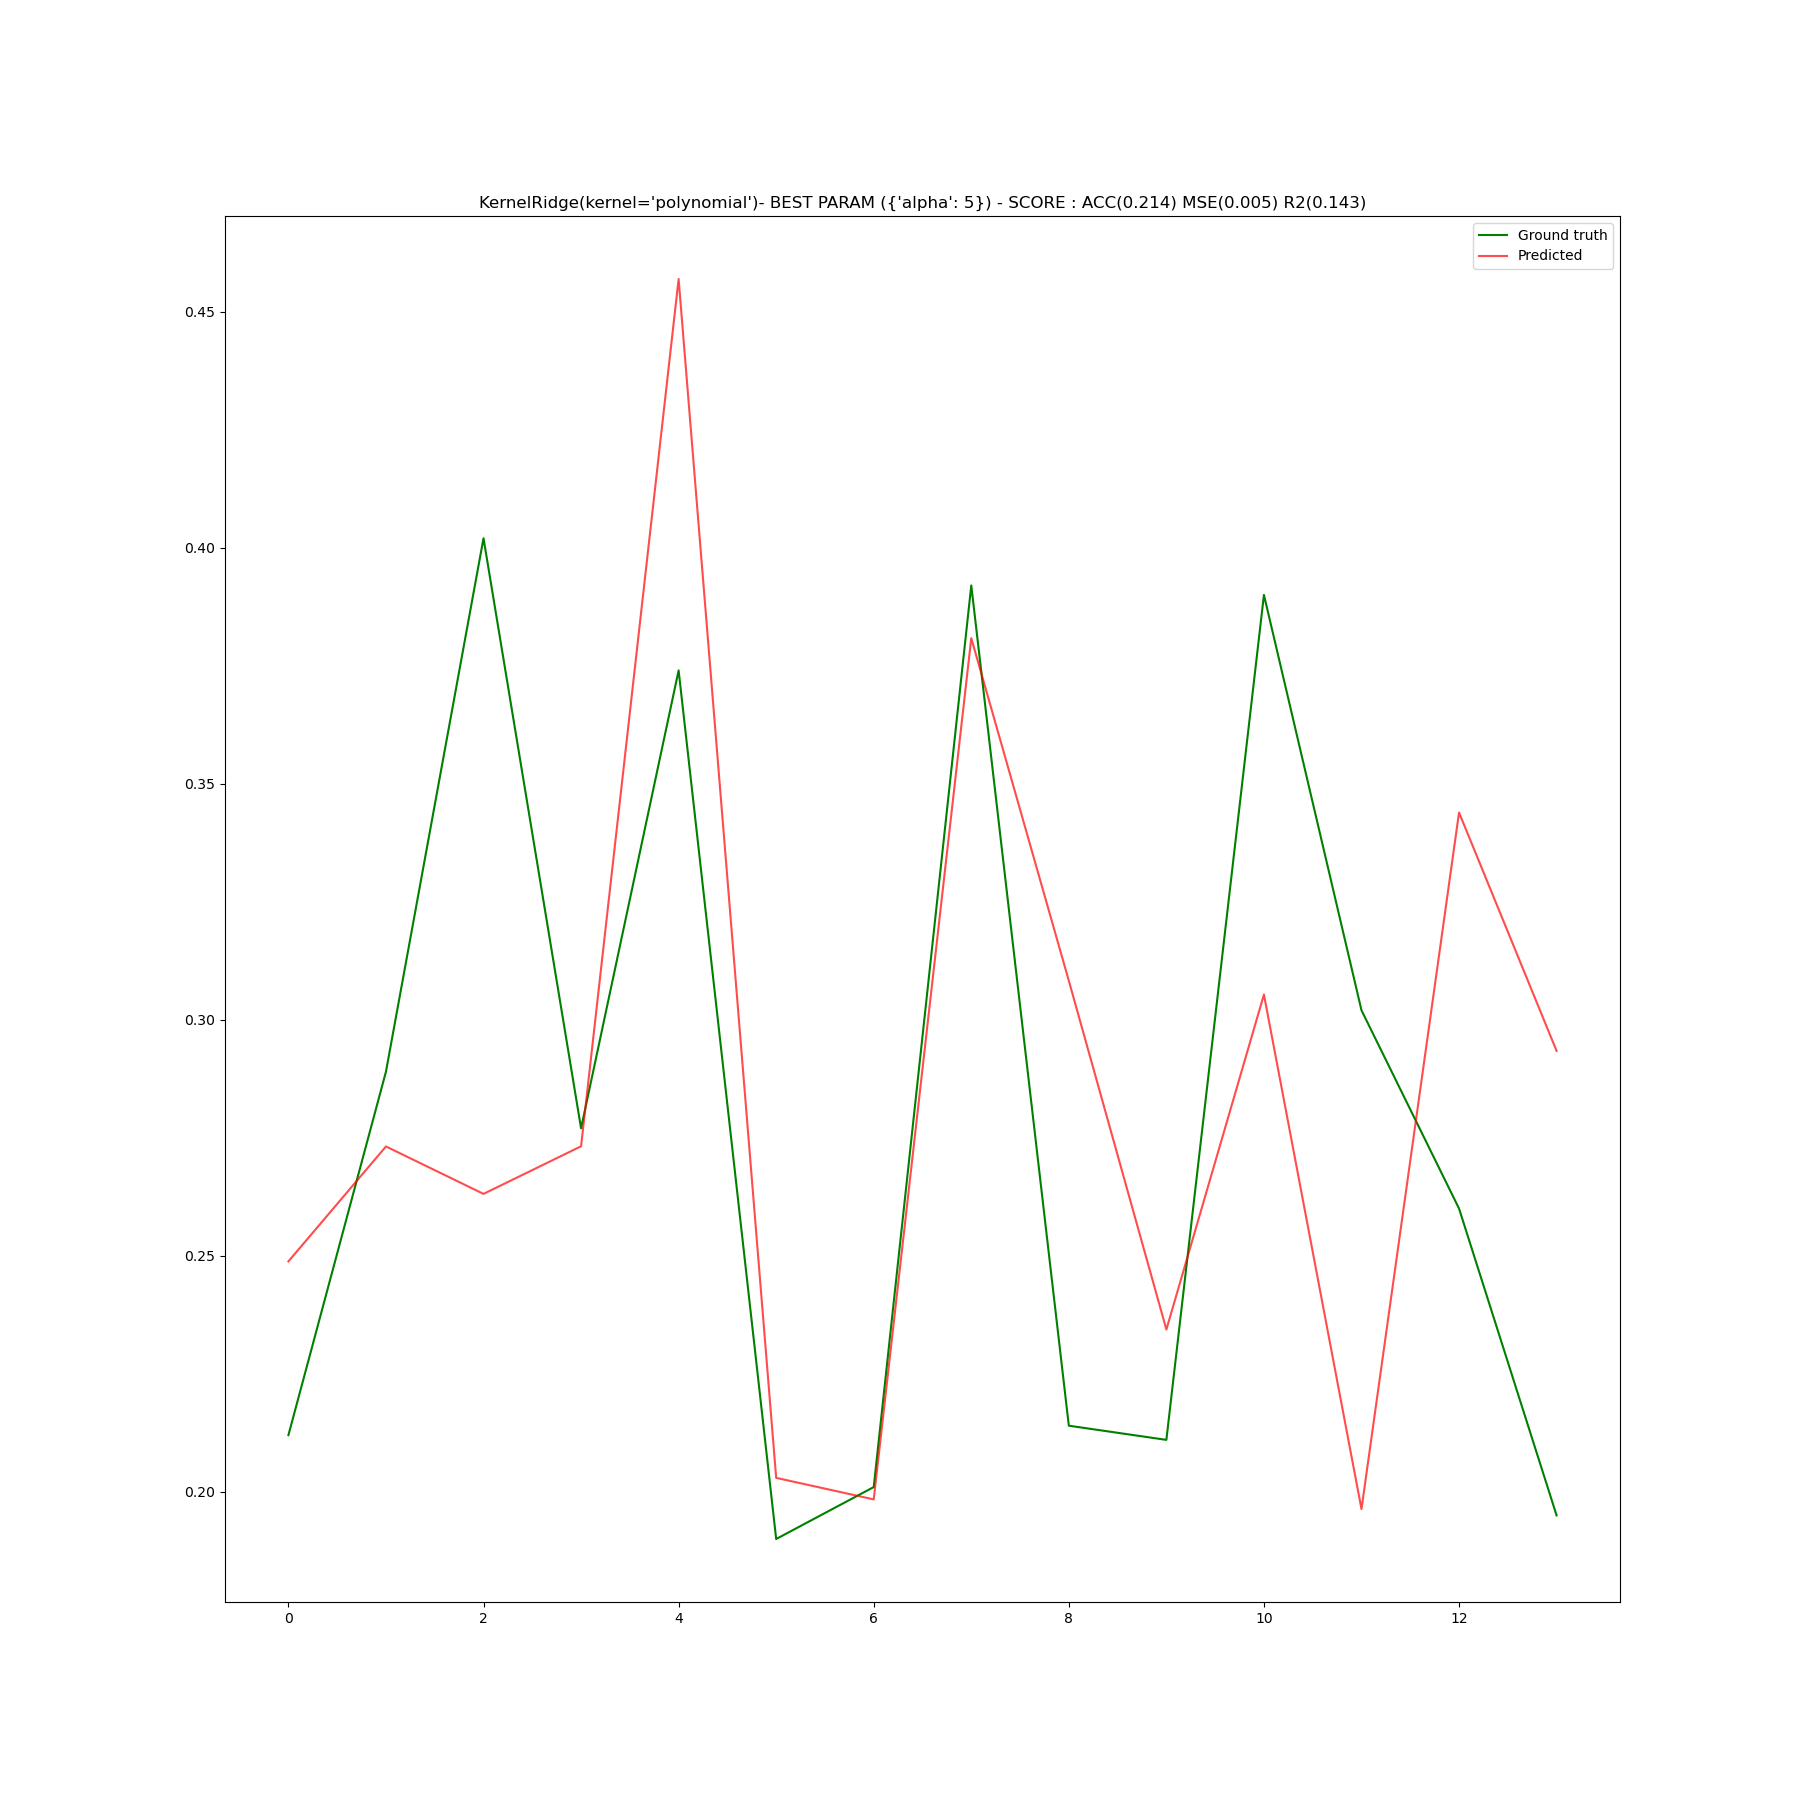 KernelRidge(kernel='polynomial')- BEST PARAM ({'alpha': 5}) - SCORE : ACC(0.214) MSE(0.005) R2(0.143)
Ground truth
Predicted
0.45
0.40
0.35
0.30
0.25
0.20
0 2 4 6 8 10 12